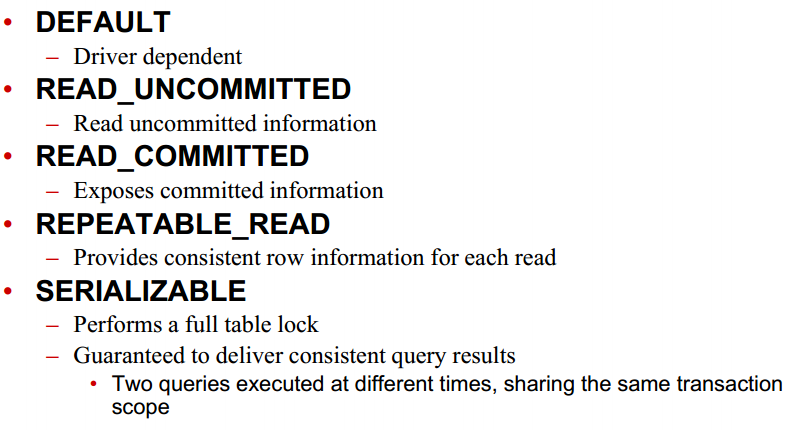 • DEFAULT
– Driver dependent
• READ_UNCOMMITTED
– Read uncommitted information
• READ_COMMITTED
– Exposes committed information
• REPEATABLE_READ
– Provides consistent row information for each read
• SERIALIZABLE
– Performs a full table lock
– Guaranteed to deliver consistent query results
• Two queries executed at different times, sharing the same transaction
scope